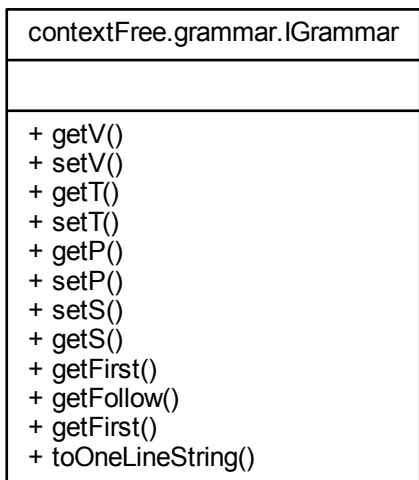 contextFree.grammar.IGrammar
+ getV()
+ setV()
+ getT()
+ setT()
+ getP()
+ setP()
+ setS()
+ getS()
+ getFirst()
+ getFollow()
+ getFirst()
+ toOneLineString()